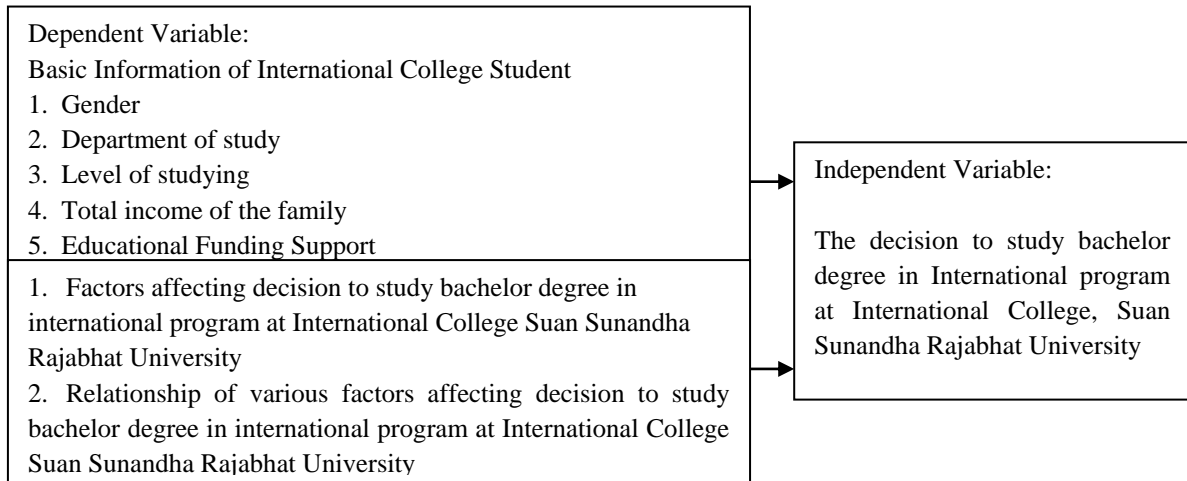 Dependent Variable:
Basic Information of International College Student
1. Gender
2. Department of study
3. Level of studying
4. Total income of the family
5. Educational Funding Support
1. Factors affecting decision to study bachelor degree in
international program at International College Suan Sunandha
Rajabhat University
2. Relationship of various factors affecting decision to study
bachelor degree in international program at International College
Suan Sunandha Rajabhat University
Independent Variable:
The decision to study bachelor
degree in International program
at International College, Suan
Sunandha Rajabhat University